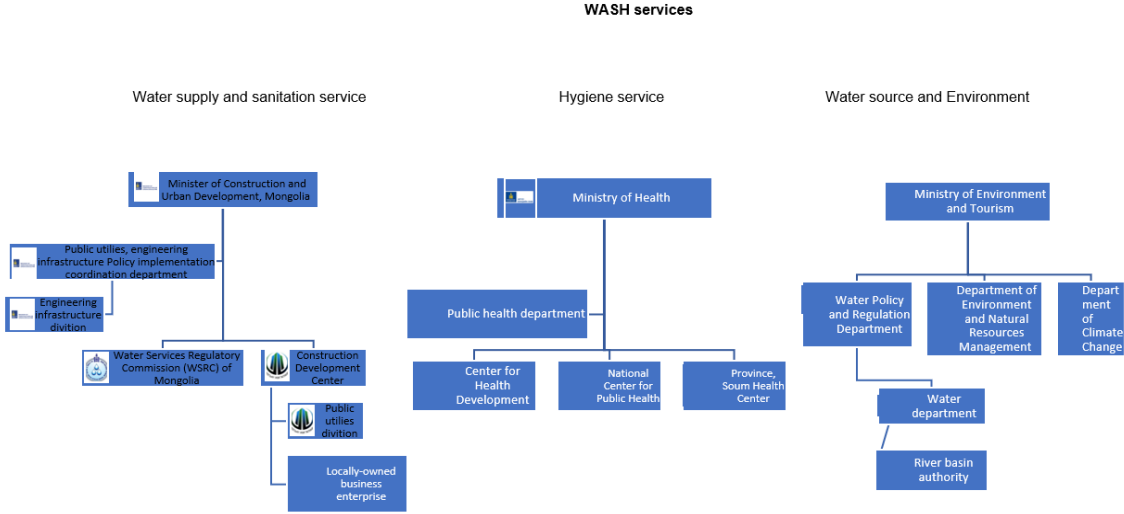 WASH services
Water supply and sanitation service
Hygiene service
Water source and Environment
Minister of Construction and
Urban Development, Mongolia
Public utilies, engineering
infrastructure Policy implementation
coordination department
Engineering
infrastructure
divition
Water Services Regulatory
Commission (WSRC) of
Mongolia
Construction
Development
Center
Public
utilies
division
Locally-owned
business
enterprise
Ministry of Health
Public health department
Center for
Health
Development
National
Center for
Public Health
Province,
Soum Health
Center
Ministry of Environment
and Tourism
Water Policy
and Regulation
Department
Department of
Environment
and Natural
Resources
Management
Depart
ment
of
Climate
Change
Water
department
River basin
authority